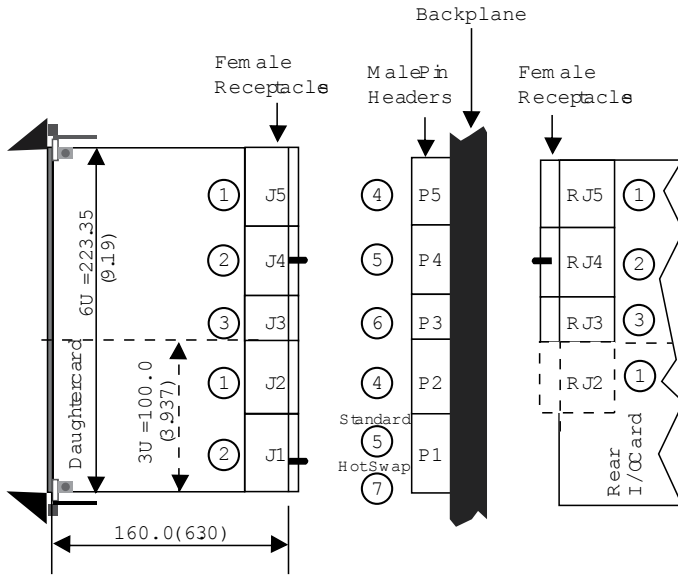 Backplane
Female
Receptacle
Male Pin
Headers
Female
Receptacle
1 J5 4 P5 RJ5 1
2 J4 5 P4 RJ4 2
3 J3 6 P3 RJ3 3
1 J2 4 P2 RJ2 1
Standard
2 J1 5 P1
HotSwap
7
6U =223.35
(9.19)
3U =100.0
(3.937)
Daughtercard
Rear
I/O Card
160.0(630)